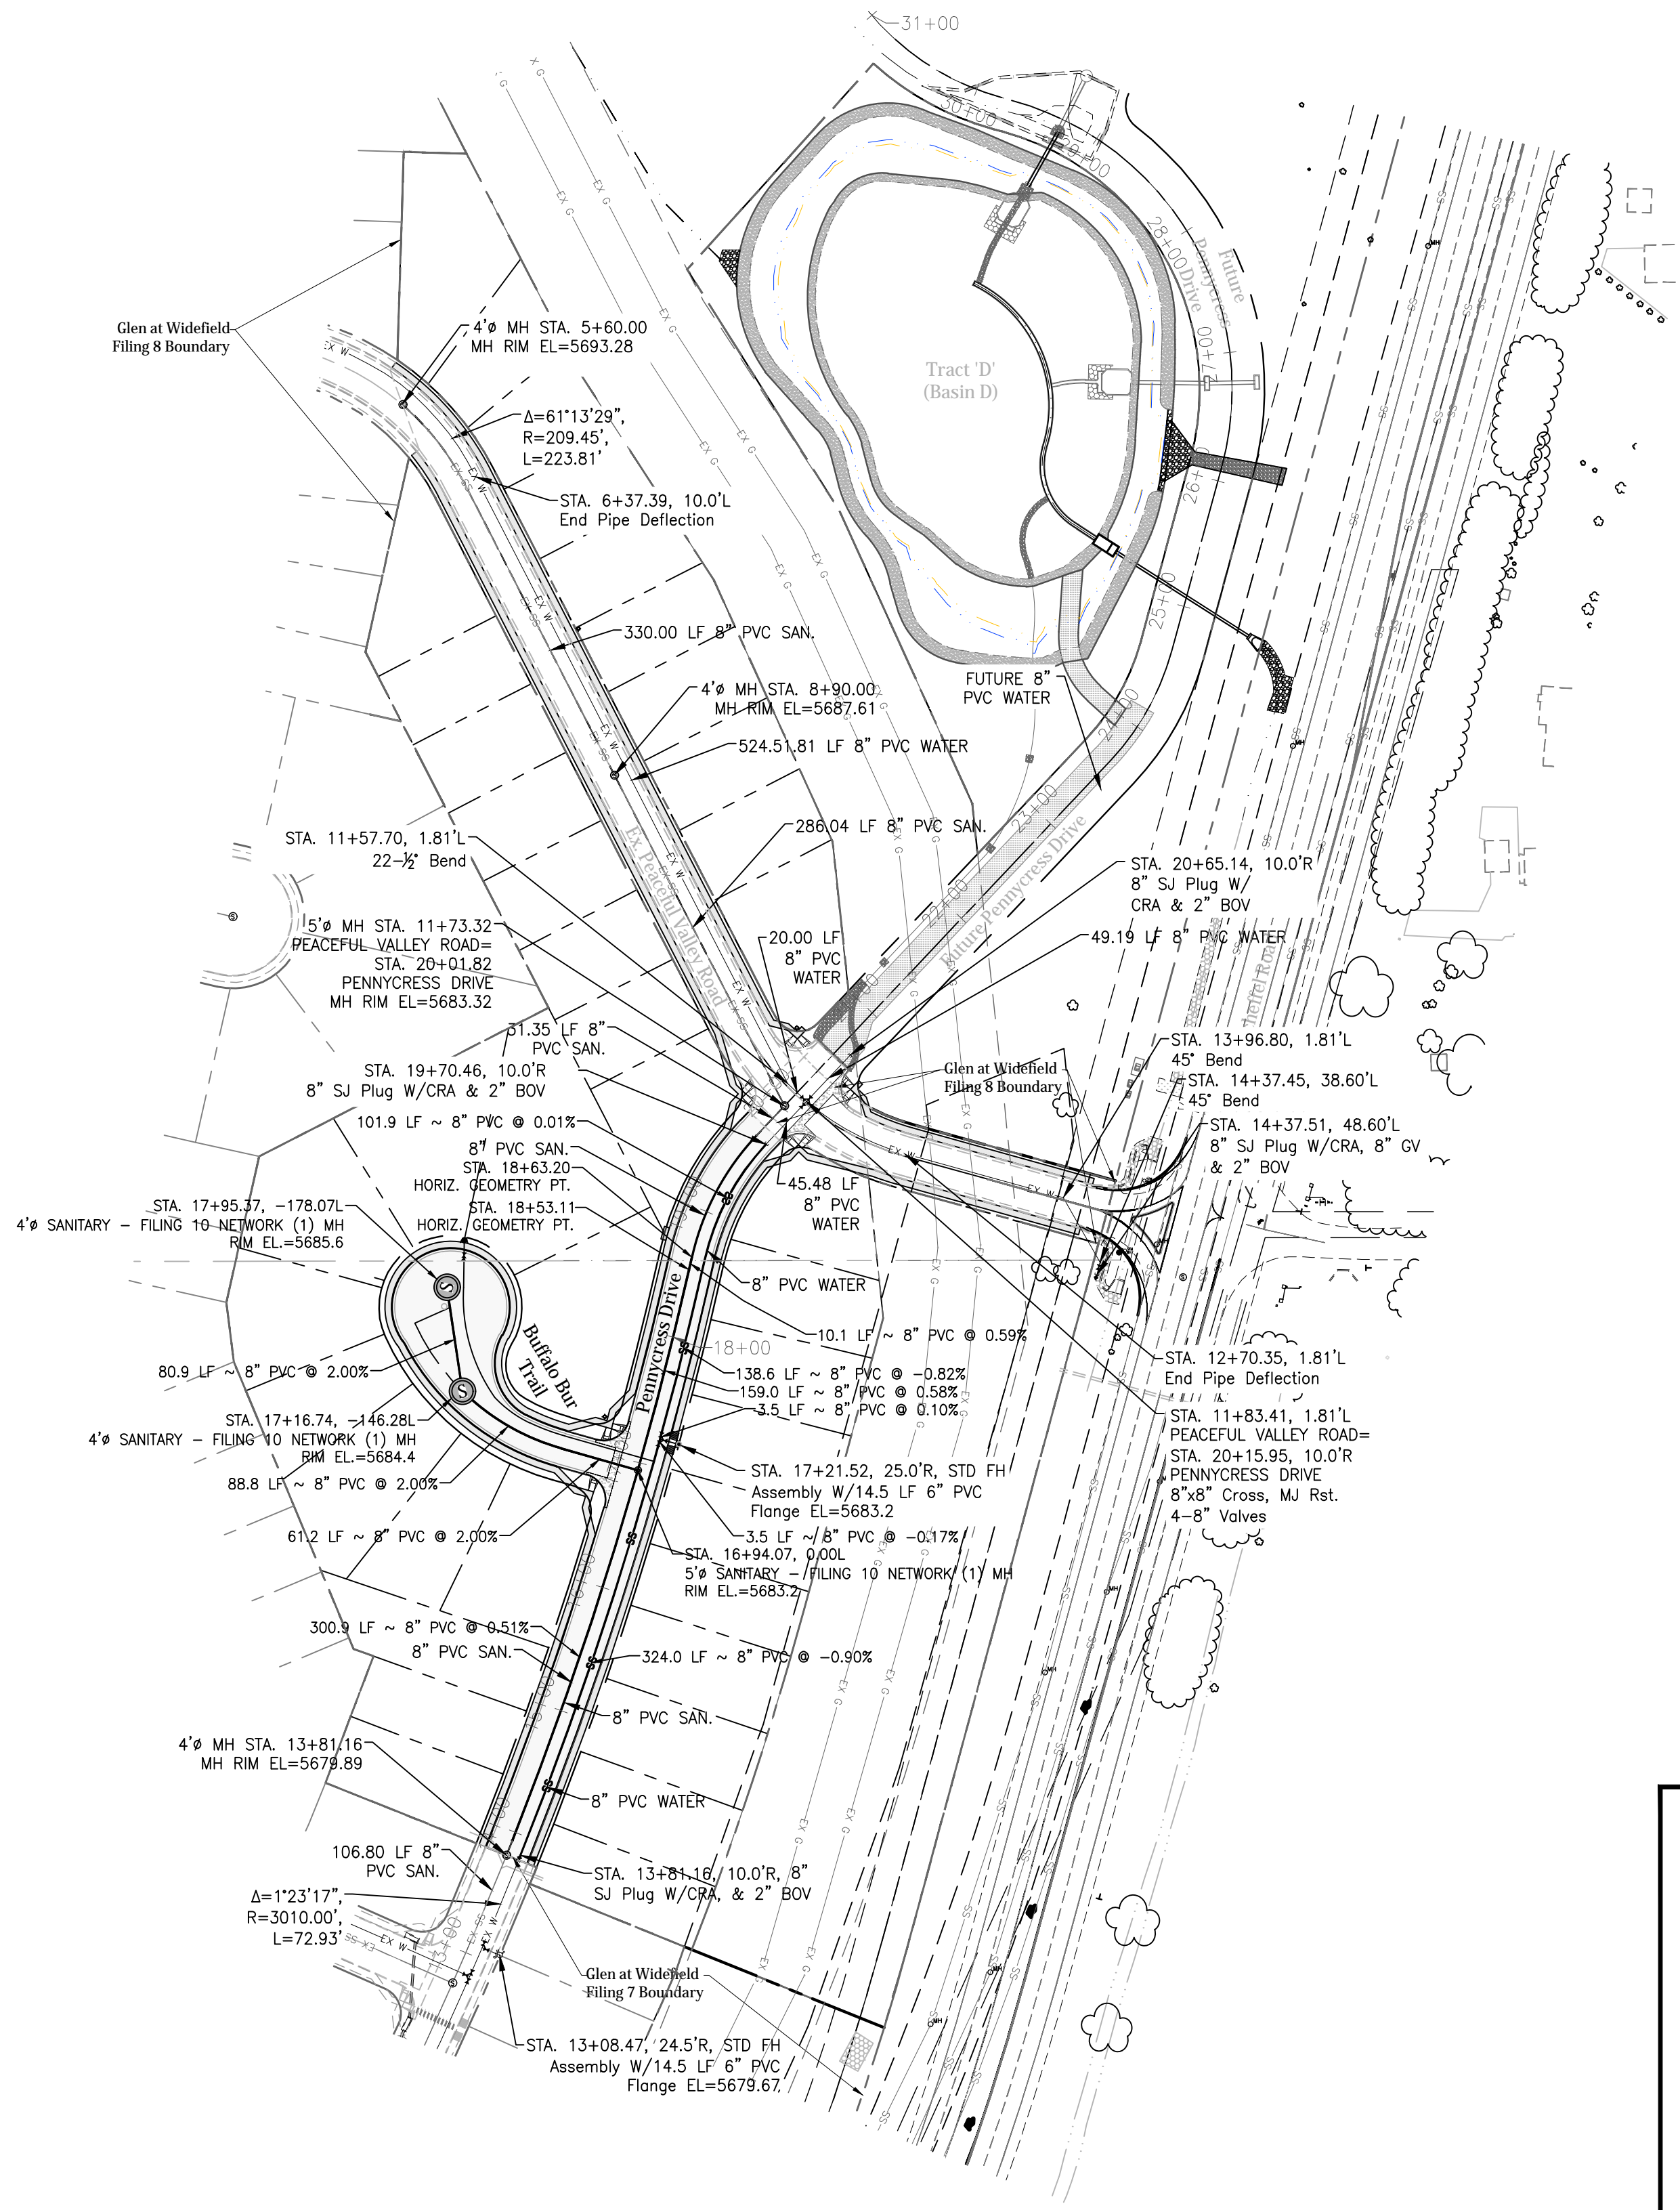 31+00
30+00
29+00
28+00
Future
Pennycress
Drive
27+00
Tract 'D'
(Basin D)
25+00
Glen at Widefield
Filing 8 Boundary
4'ø MH STA. 5+60.00
MH RIM EL=5693.28
Δ=61°13'29",
R=209.45',
L=223.81'
STA. 6+37.39, 10.0'L
End Pipe Deflection
330.00 LF 8" PVC SAN.
4'ø MH STA. 8+90.00
MH RIM EL=5687.61
524.51.81 LF 8" PVC WATER
FUTURE 8"
PVC WATER
23+00
22+00
Future Pennycress Drive
Ex. Peaceful Valley Road
286.04 LF 8" PVC SAN.
STA. 11+57.70, 1.81'L
22-½° Bend
STA. 20+65.14, 10.0'R
8" SJ Plug W/
CRA & 2" BOV
5'ø MH STA. 11+73.32
PEACEFUL VALLEY ROAD=
STA. 20+01.82
PENNYCRESS DRIVE
MH RIM EL=5683.32
20.00 LF
8" PVC
WATER
49.19 LF 8" PVC WATER
31.35 LF 8"
PVC SAN.
STA. 13+96.80, 1.81'L
45° Bend
STA. 19+70.46, 10.0'R
8" SJ Plug W/CRA & 2" BOV
Glen at Widefield
Filing 8 Boundary
STA. 14+37.45, 38.60'L
45° Bend
101.9 LF ~ 8" PVC @ 0.01%
STA. 14+37.51, 48.60'L
8" SJ Plug W/CRA, 8" GV
& 2" BOV
8" PVC SAN.
STA. 18+63.20
HORIZ. GEOMETRY PT.
STA. 18+53.11
HORIZ. GEOMETRY PT.
45.48 LF
8" PVC
WATER
STA. 17+95.37, -178.07L
4'ø SANITARY - FILING 10 NETWORK (1) MH
RIM EL.=5685.6
8" PVC WATER
Pennycress Drive
Buffalo Bur
Trail
10.1 LF ~ 8" PVC @ 0.59%
18+00
138.6 LF ~ 8" PVC @ -0.82%
159.0 LF ~ 8" PVC @ 0.58%
3.5 LF ~ 8" PVC @ 0.10%
80.9 LF ~ 8" PVC @ 2.00%
STA. 12+70.35, 1.81'L
End Pipe Deflection
STA. 17+16.74, -146.28L
4'ø SANITARY - FILING 10 NETWORK (1) MH
RIM EL.=5684.4
STA. 11+83.41, 1.81'L
PEACEFUL VALLEY ROAD=
STA. 20+15.95, 10.0'R
PENNYCRESS DRIVE
8"x8" Cross, MJ Rst.
4-8" Valves
88.8 LF ~ 8" PVC @ 2.00%
STA. 17+21.52, 25.0'R, STD FH
Assembly W/14.5 LF 6" PVC
Flange EL=5683.2
61.2 LF ~ 8" PVC @ 2.00%
3.5 LF ~ 8" PVC @ -0.17%
STA. 16+94.07, 0.00L
5'ø SANITARY - FILING 10 NETWORK (1) MH
RIM EL.=5683.2
300.9 LF ~ 8" PVC @ 0.51%
8" PVC SAN.
324.0 LF ~ 8" PVC @ -0.90%
8" PVC SAN.
4'ø MH STA. 13+81.16
MH RIM EL=5679.89
8" PVC WATER
106.80 LF 8"
PVC SAN.
STA. 13+81.16, 10.0'R, 8"
SJ Plug W/CRA, & 2" BOV
Δ=1°23'17",
R=3010.00',
L=72.93'
13+00
Glen at Widefield
Filing 7 Boundary
STA. 13+08.47, 24.5'R, STD FH
Assembly W/14.5 LF 6" PVC
Flange EL=5679.67